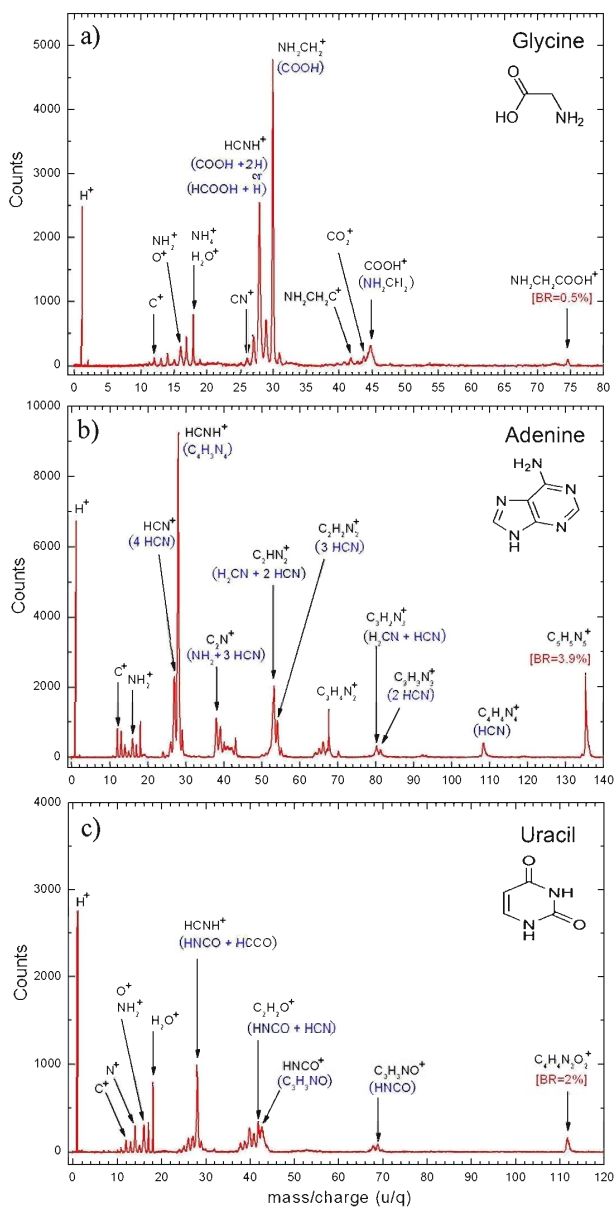 a)
Glycine
NH₂CH₂⁺
(COOH)
O
HO
NH₂
HCNH⁺
(COOH +2H)
or
(HCOOH + H)
H⁺
NH₂⁺
O⁺
NH₄⁺
H₂O⁺
C⁺
CN⁺
NH₂CH₂C⁺
CO₂⁺
COOH⁺
(NH₂CH₂)
NH₂CH₂COOH⁺
[BR=0.5%]
Counts
5000
4000
3000
2000
1000
0
0 5 10 15 20 25 30 35 40 45 50 55 60 65 70 75 80
b)
Adenine
HCNH⁺
(C₄H₃N₄)
H₂N
N
N
N
NH
H⁺
HCN⁺
(4 HCN)
C₂HN₂⁺
(H₂CN + 2 HCN)
C₂H₂N₂⁺
(3 HCN)
C⁺
NH₂⁺
C₂N⁺
(NH₂+ 3 HCN)
C₃H₄N₂⁺
C₃H₂N₃⁺
(H₂CN + HCN)
C₃H₃N₃⁺
(2 HCN)
C₄H₄N₄⁺
(HCN)
C₅H₅N₅⁺
[BR=3.9%]
Counts
10000
8000
6000
4000
2000
0
0 10 20 30 40 50 60 70 80 90 100 110 120 130 140
c)
Uracil
O
NH
NH
O
H⁺
HCNH⁺
(HNCO + HCCO)
O⁺
NH₂⁺
H₂O⁺
N⁺
C⁺
C₂H₂O⁺
(HNCO + HCN)
HNCO⁺
(C₃H₃NO)
C₃H₃NO⁺
(HNCO)
C₄H₄N₂O₂⁺
[BR=2%]
Counts
4000
3000
2000
1000
0
0 10 20 30 40 50 60 70 80 90 100 110 120
mass/charge (u/q)